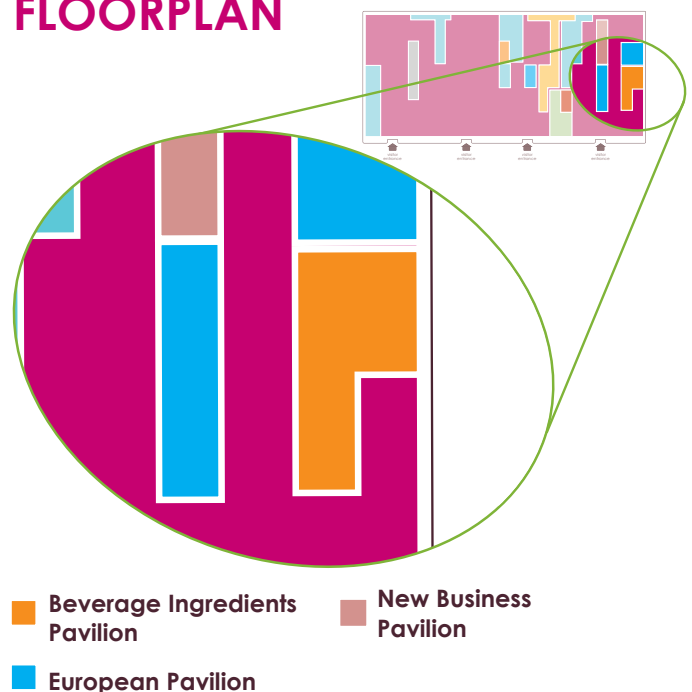 FLOORPLAN
Beverage Ingredients
Pavilion
New Business
Pavilion
European Pavilion